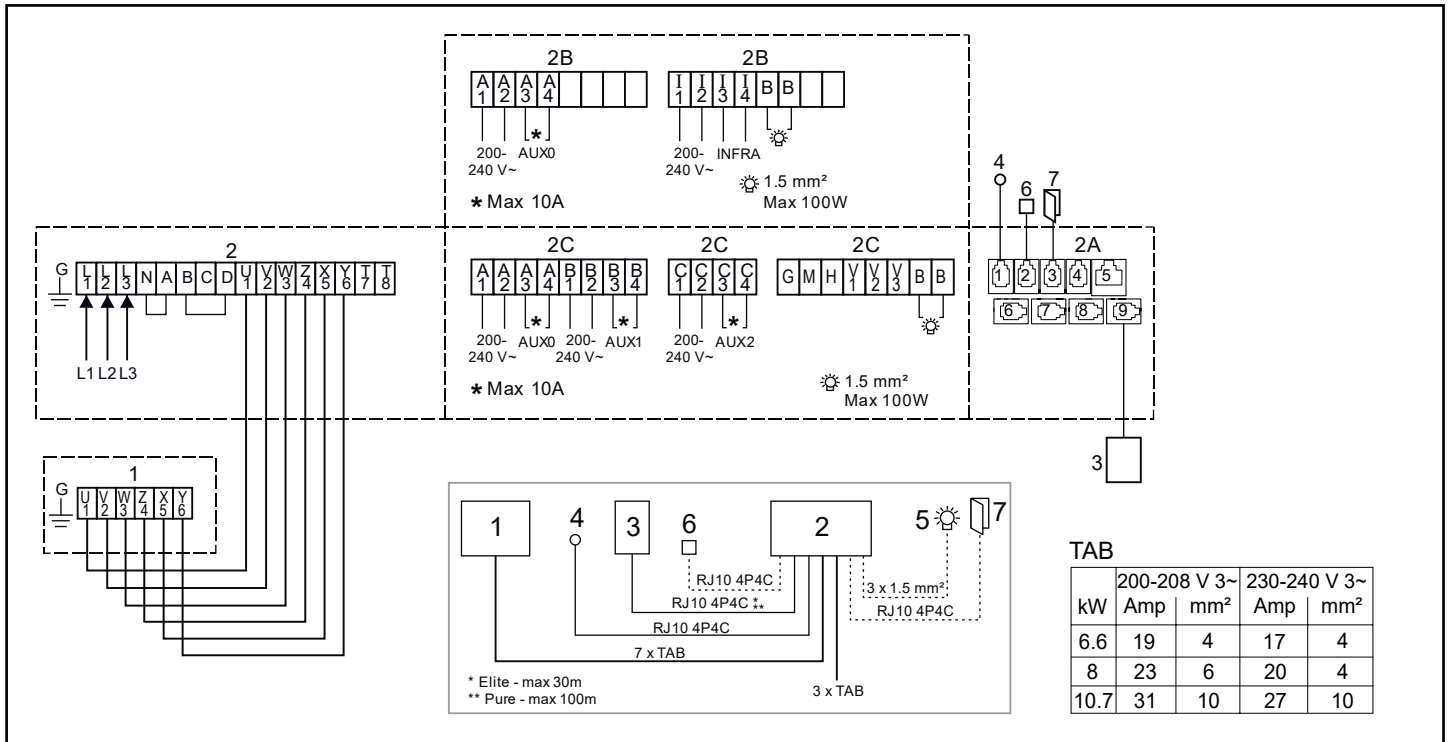 2B
A1 A2 A3 A4
200-240 V~ AUX0
*
* Max 10A
2B
I1 I2 I3 I4 B B
200-240 V~ INFRA
1.5 mm²
Max 100W
2
G L1 L2 L3 N A B C D U1 V2 W3 Z4 X5 Y6 T7 T8
L1 L2 L3
2C
A1 A2 A3 A4 B1 B2 B3 B4
* *
200-240 V~ AUX0 200-240 V~ AUX1
* Max 10A
2C
C1 C2 C3 C4
*
200-240 V~ AUX2
2C
G M H V1 V2 V3 B B
1.5 mm²
Max 100W
4 6 7
2A
1 2 3 4 5
6 7 8 9
3
1
G U1 V2 W3 Z4 X5 Y6
1 4 3 6 2 5 7
RJ10 4P4C
3 x 1.5 mm²
RJ10 4P4C * **
RJ10 4P4C
RJ10 4P4C
7 x TAB
3 x TAB
* Elite - max 30m
** Pure - max 100m
TAB
200-208 V 3~ 230-240 V 3~
kW Amp mm² Amp mm²
6.6 19 4 17 4
8 23 6 20 4
10.7 31 10 27 10